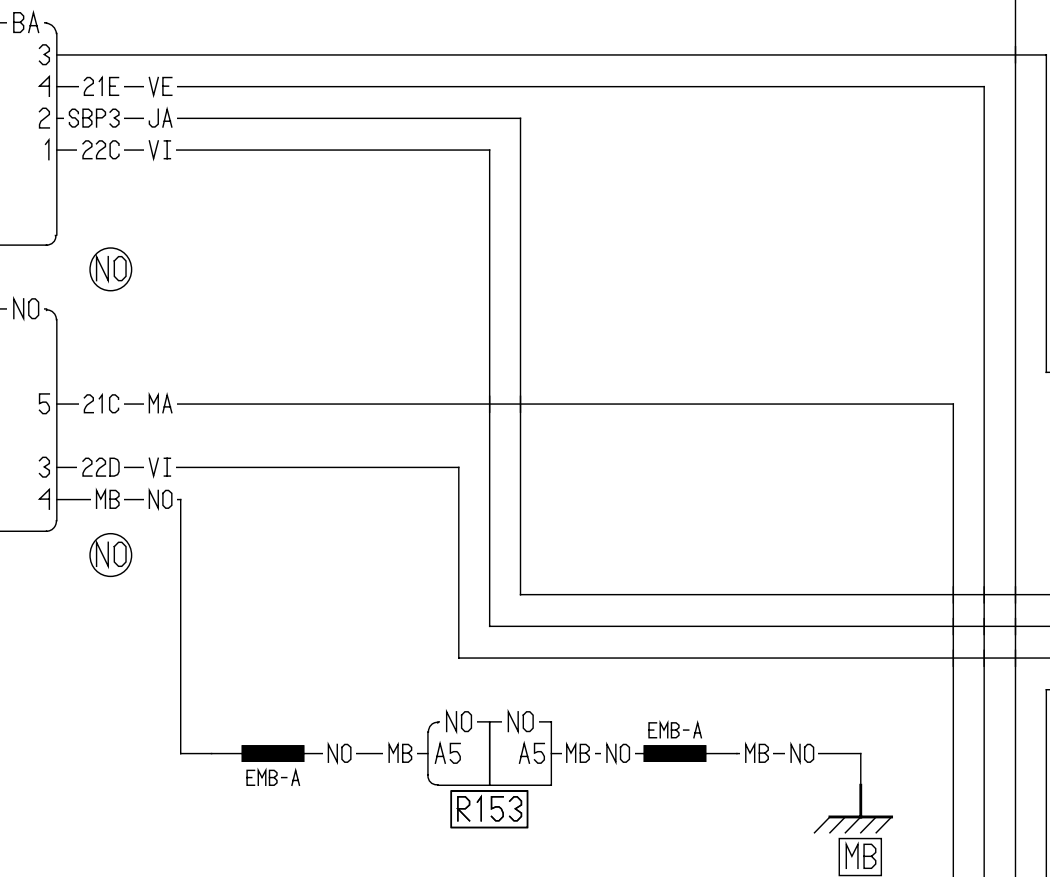 BA
3
4 21E VE
2 SBP3 JA
1 22C VI
NO
NO
5 21C MA
3 22D VI
4 MB NO
NO
NO NO EMB-A
NO MB A5 A5 MB NO MB NO
EMB-A
R153
MB